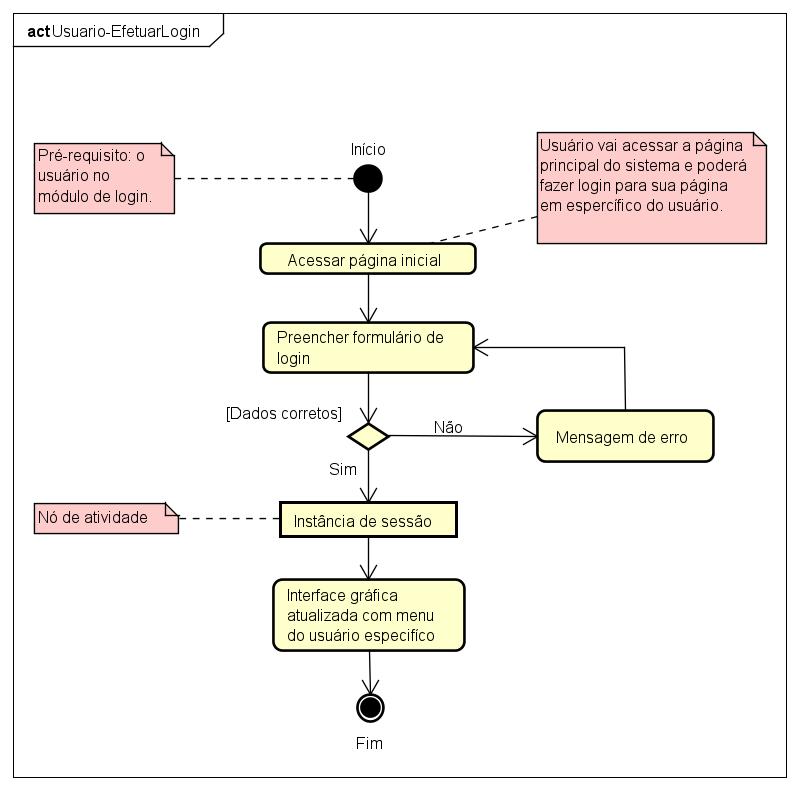 act Usuario-EfetuarLogin
Início
Pré-requisito: o
usuário no
módulo de login.
Usuário vai acessar a página
principal do sistema e poderá
fazer login para sua página
em espercífico do usuário.
Acessar página inicial
Preencher formulário de
login
[Dados corretos]
Não
Mensagem de erro
Sim
Nó de atividade
Instância de sessão
Interface gráfica
atualizada com menu
do usuário especifíco
Fim